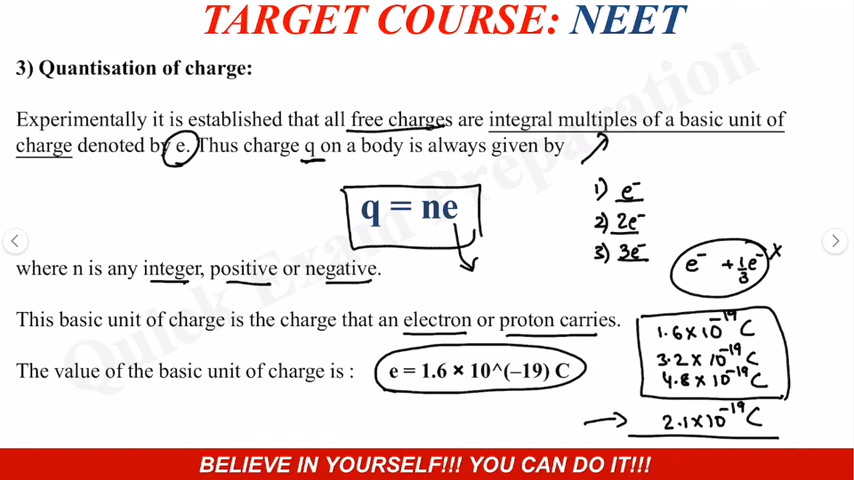 TARGET COURSE: NEET
3) Quantisation of charge:
Experimentally it is established that all free charges are integral multiples of a basic unit of
charge denoted by e. Thus charge q on a body is always given by
1) e⁻
2) 2e⁻
3) 3e⁻
q = ne
e⁻ + 1/3 e⁻ x
where n is any integer, positive or negative.
This basic unit of charge is the charge that an electron or proton carries.
The value of the basic unit of charge is : e = 1.6 × 10^(–19) C
1.6 x 10⁻¹⁹ C
3.2 x 10⁻¹⁹ C
4.8 x 10⁻¹⁹ C
2.1 x 10⁻¹⁹ C
Quick Exam Preparation
BELIEVE IN YOURSELF!!! YOU CAN DO IT!!!